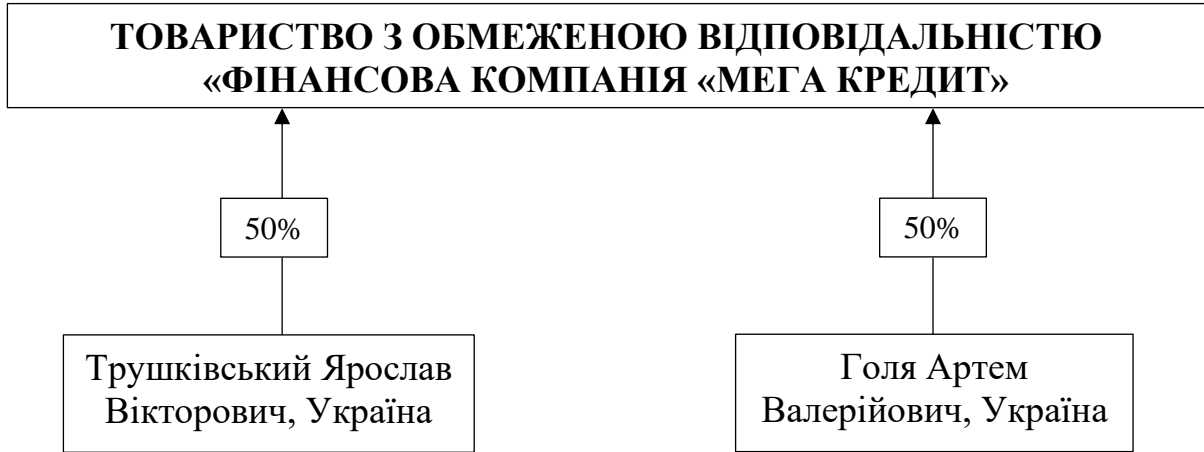 ТОВАРИСТВО З ОБМЕЖЕНОЮ ВІДПОВІДАЛЬНІСТЮ
«ФІНАНСОВА КОМПАНІЯ «МЕГА КРЕДИТ»
50%
50%
Трушківський Ярослав
Вікторович, Україна
Голя Артем
Валерійович, Україна